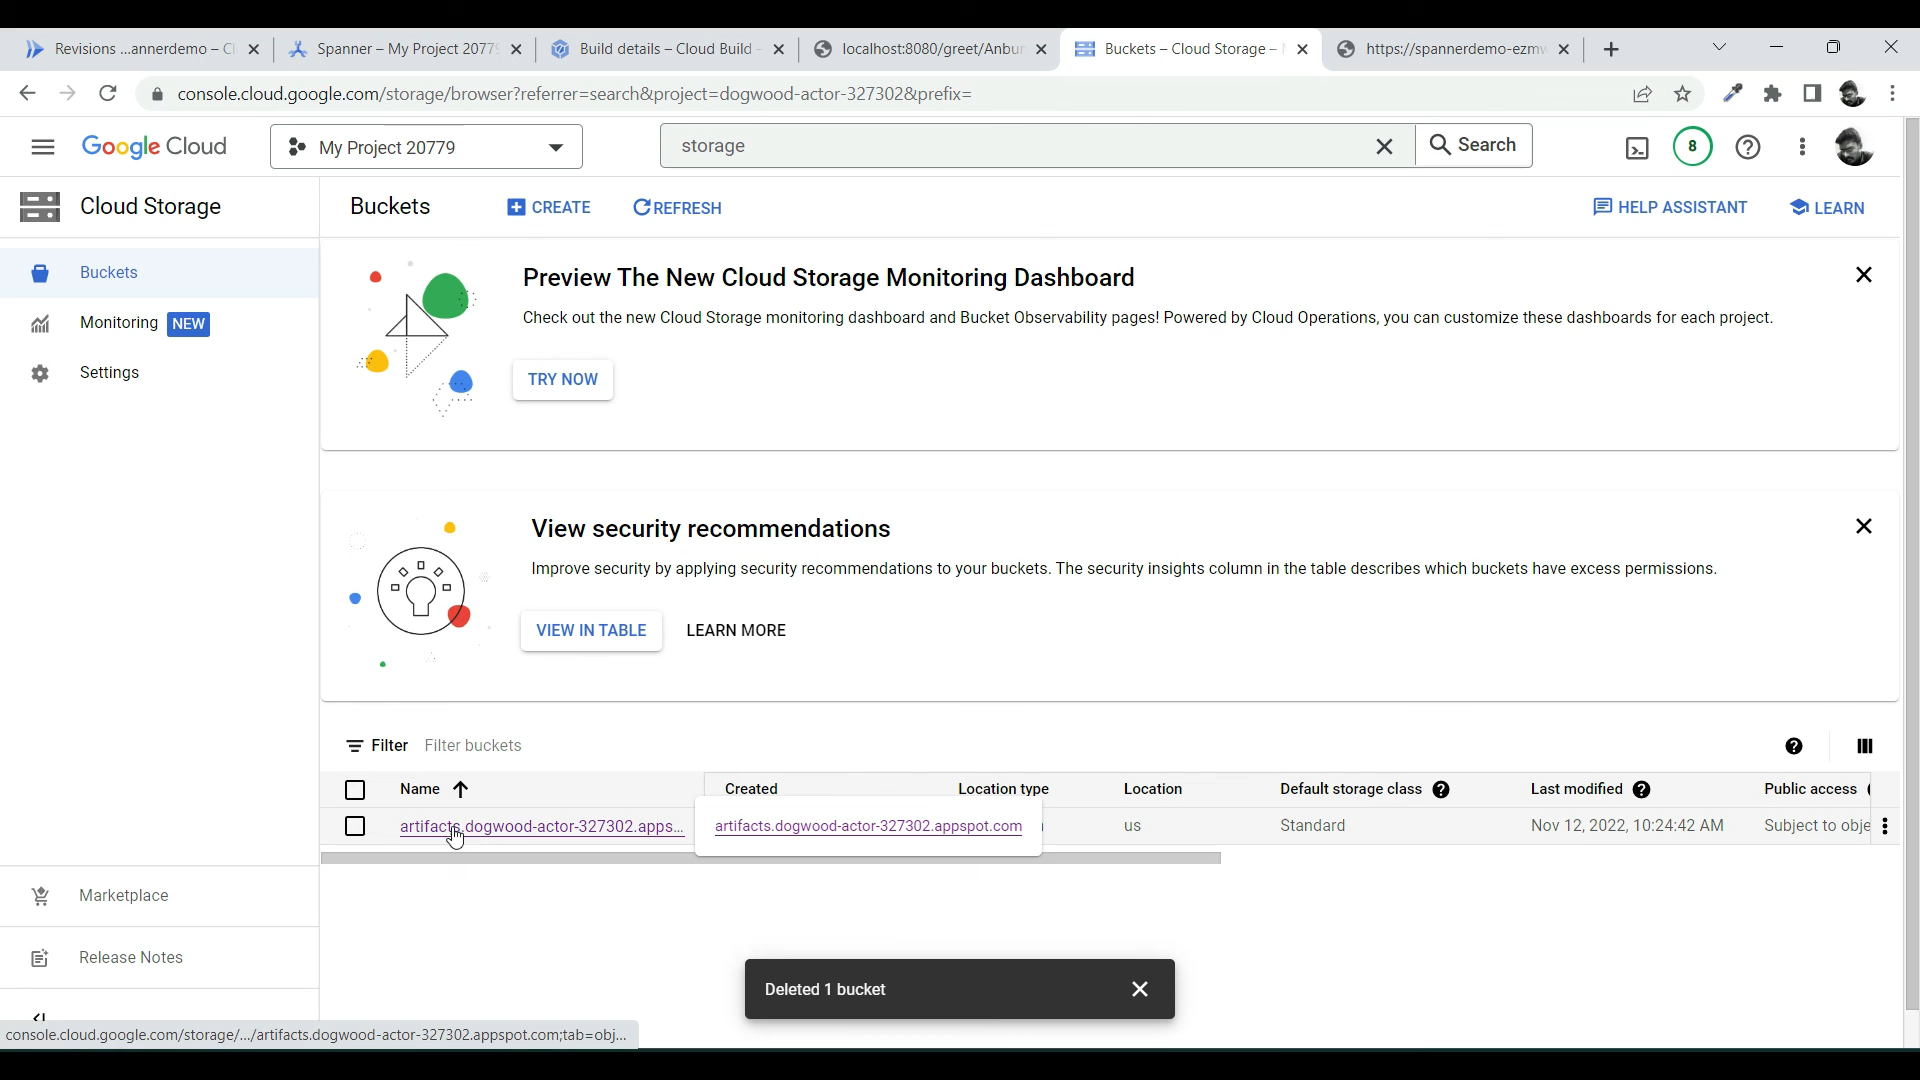 Revisions ...annerdemo – Cl
Spanner – My Project 20779
Build details – Cloud Build –
localhost:8080/greet/Anbur
Buckets – Cloud Storage –
https://spannerdemo-ezmw
console.cloud.google.com/storage/browser?referrer=search&project=dogwood-actor-327302&prefix=
Google Cloud
My Project 20779
storage
Search
8
Cloud Storage
Buckets
CREATE
REFRESH
HELP ASSISTANT
LEARN
Buckets
Monitoring NEW
Settings
Preview The New Cloud Storage Monitoring Dashboard
Check out the new Cloud Storage monitoring dashboard and Bucket Observability pages! Powered by Cloud Operations, you can customize these dashboards for each project.
TRY NOW
View security recommendations
Improve security by applying security recommendations to your buckets. The security insights column in the table describes which buckets have excess permissions.
VIEW IN TABLE
LEARN MORE
Filter Filter buckets
Name Created Location type Location Default storage class Last modified Public access
artifacts.dogwood-actor-327302.apps... artifacts.dogwood-actor-327302.appspot.com us Standard Nov 12, 2022, 10:24:42 AM Subject to obje
Marketplace
Release Notes
Deleted 1 bucket
console.cloud.google.com/storage/.../artifacts.dogwood-actor-327302.appspot.com;tab=obj...